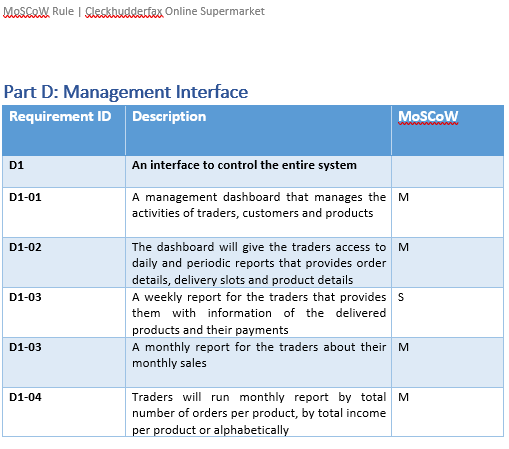 MoSCoW Rule | Cleckhudderfax Online Supermarket
Part D: Management Interface
Requirement ID Description MoSCoW
D1 An interface to control the entire system
D1-01 A management dashboard that manages the M
activities of traders, customers and products
D1-02 The dashboard will give the traders access to M
daily and periodic reports that provides order
details, delivery slots and product details
D1-03 A weekly report for the traders that provides S
them with information of the delivered
products and their payments
D1-03 A monthly report for the traders about their M
monthly sales
D1-04 Traders will run monthly report by total M
number of orders per product, by total income
per product or alphabetically